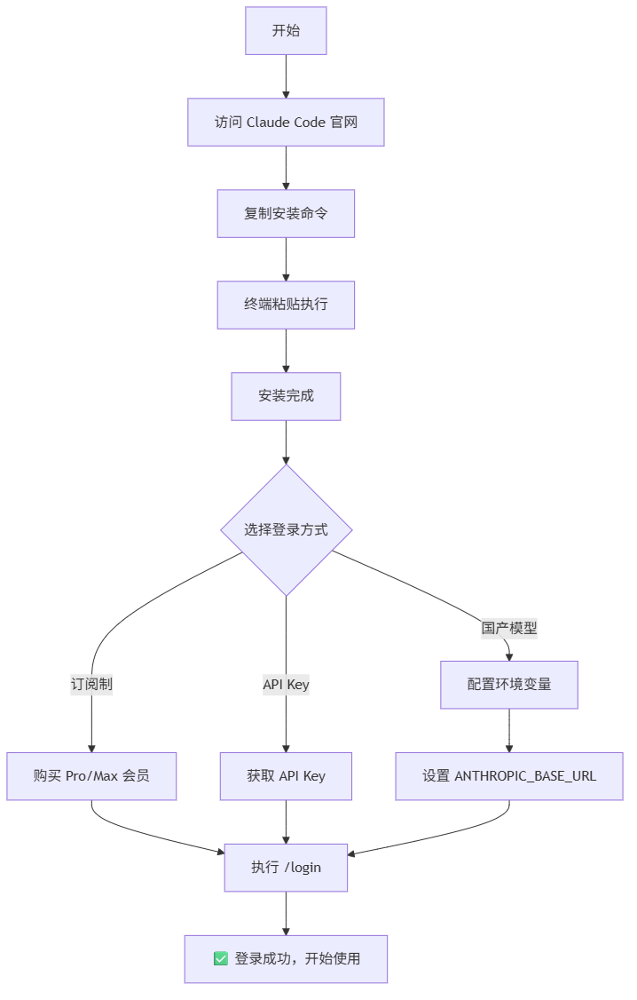 开始
访问 Claude Code 官网
复制安装命令
终端粘贴执行
安装完成
选择登录方式
国产模型
订阅制
API Key
配置环境变量
购买 Pro/Max 会员
获取 API Key
设置 ANTHROPIC_BASE_URL
执行 /login
✅ 登录成功，开始使用